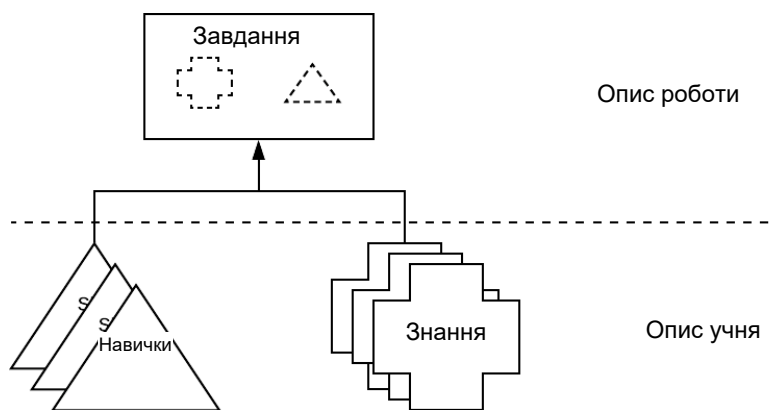 Завдання
Опис роботи
Навички
Знання
Опис учня